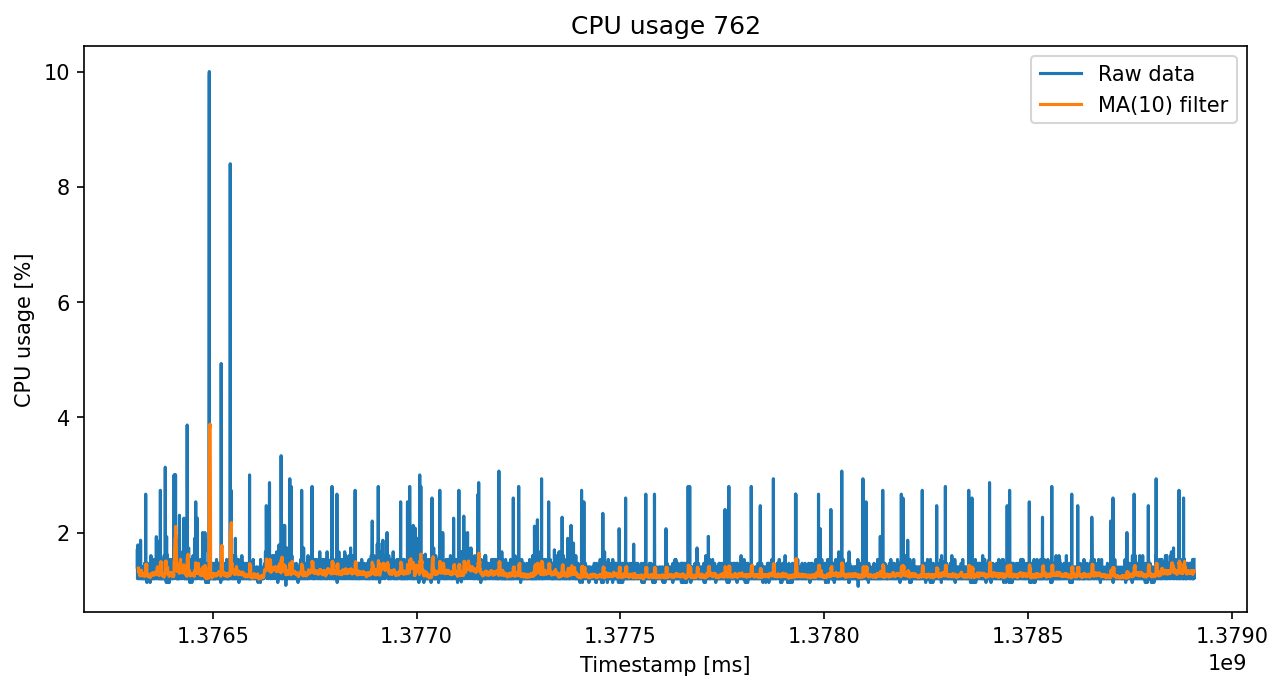 CPU usage 762
Raw data
MA(10) filter
CPU usage [%]
10
8
6
4
2
1.3765 1.3770 1.3775 1.3780 1.3785 1.3790
1e9
Timestamp [ms]